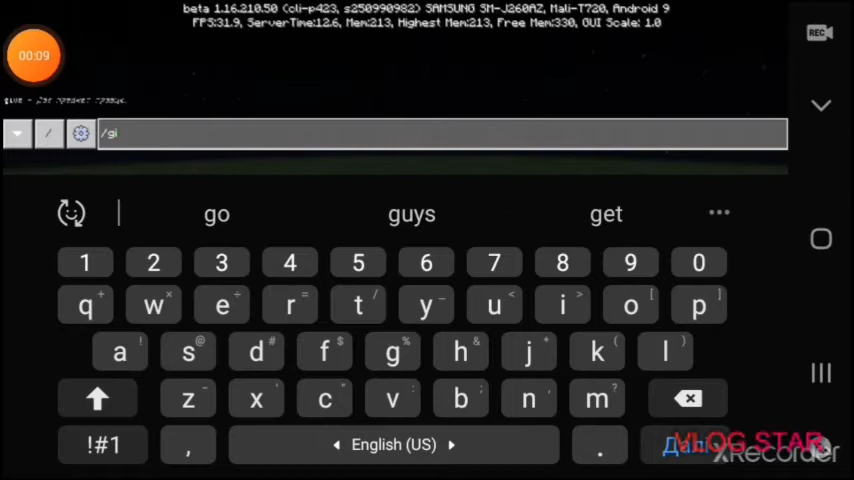 beta 1.16.210.50 (cli-p423, s250990982) SAMSUNG SM-J260AZ, Mali-T720, Android 9
FPS:31.9, ServerTime:12.6, Mem:213, Highest Mem:213, Free Mem:330, GUI Scale: 1.0
REC
00:09
give -
/
/gi
go guys get
1 2 3 4 5 6 7 8 9 0
q + w × e ÷ r = t / y _ u < i > o [ p ]
a ! s @ d # f $ g % h & j * k ( l )
z - x ' c " v : b ; n , m ?
!#1 , English (US) .
VLOG STAR
XRecorder